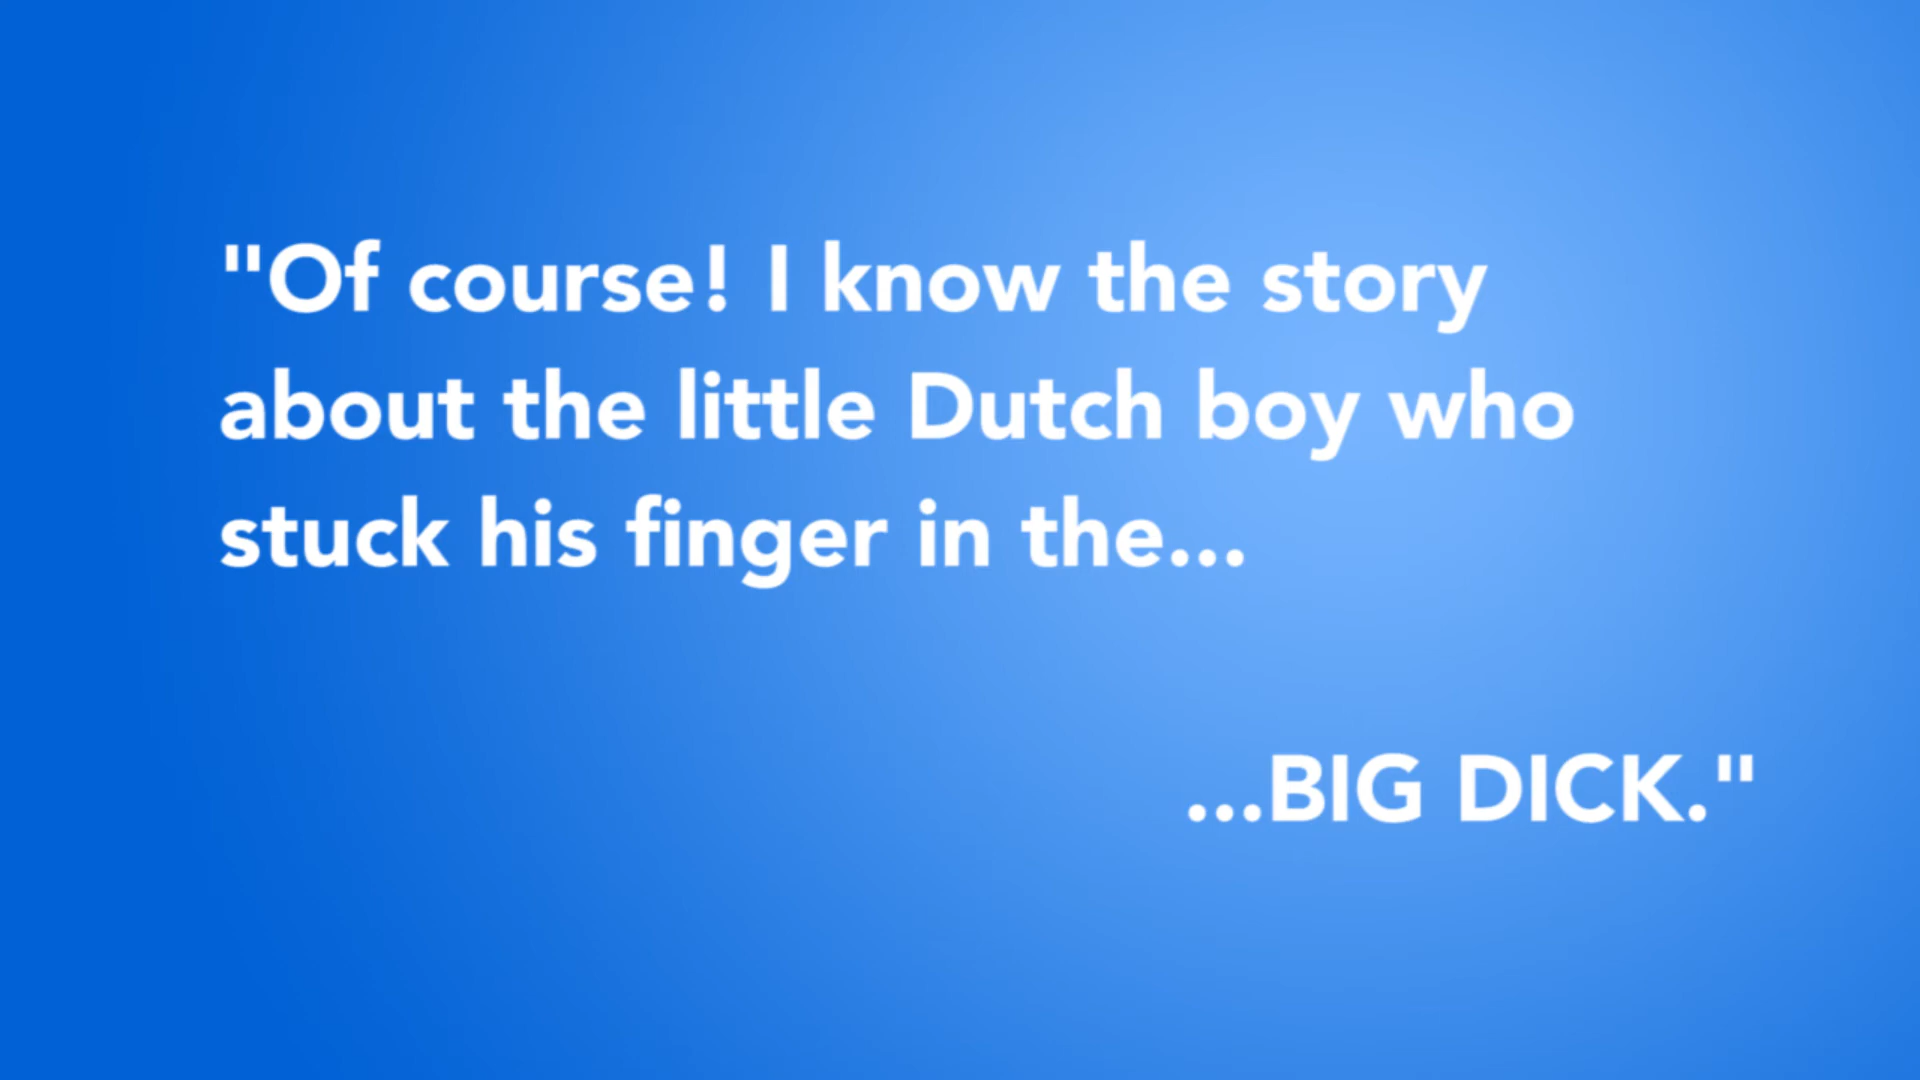 "Of course! I know the story
about the little Dutch boy who
stuck his finger in the...
...BIG DICK."